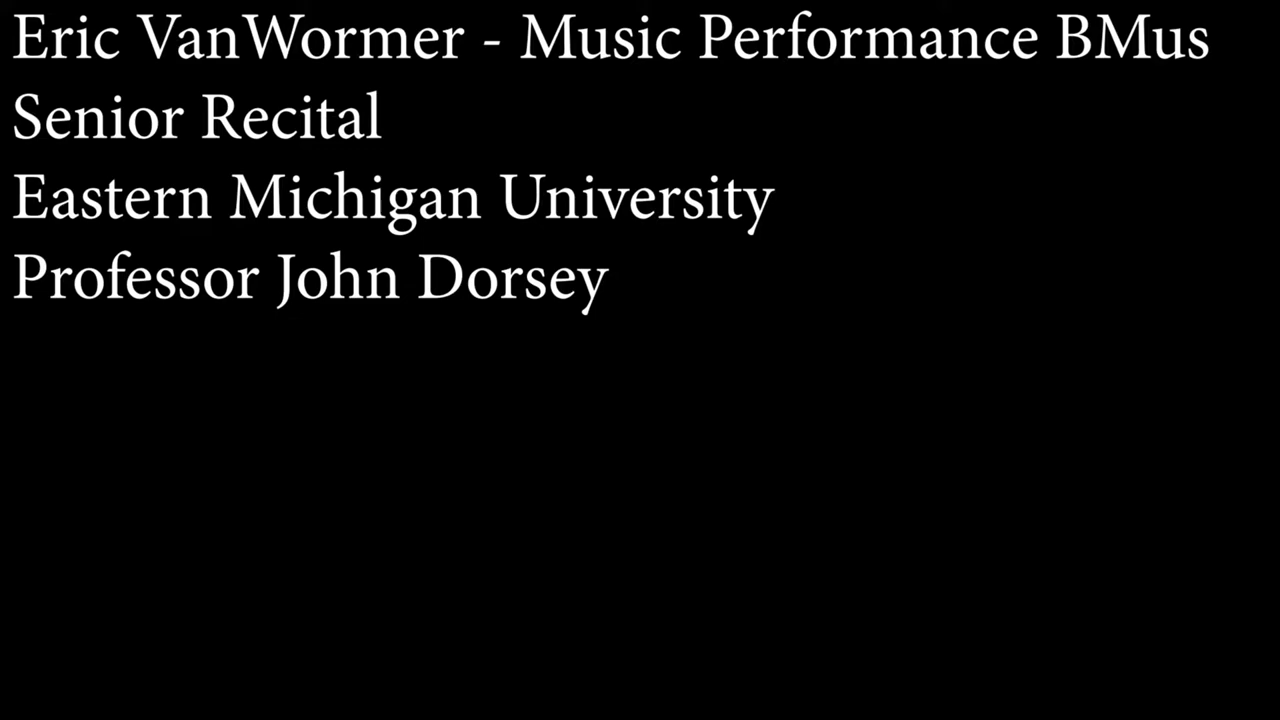 Eric VanWormer - Music Performance BMus
Senior Recital
Eastern Michigan University
Professor John Dorsey